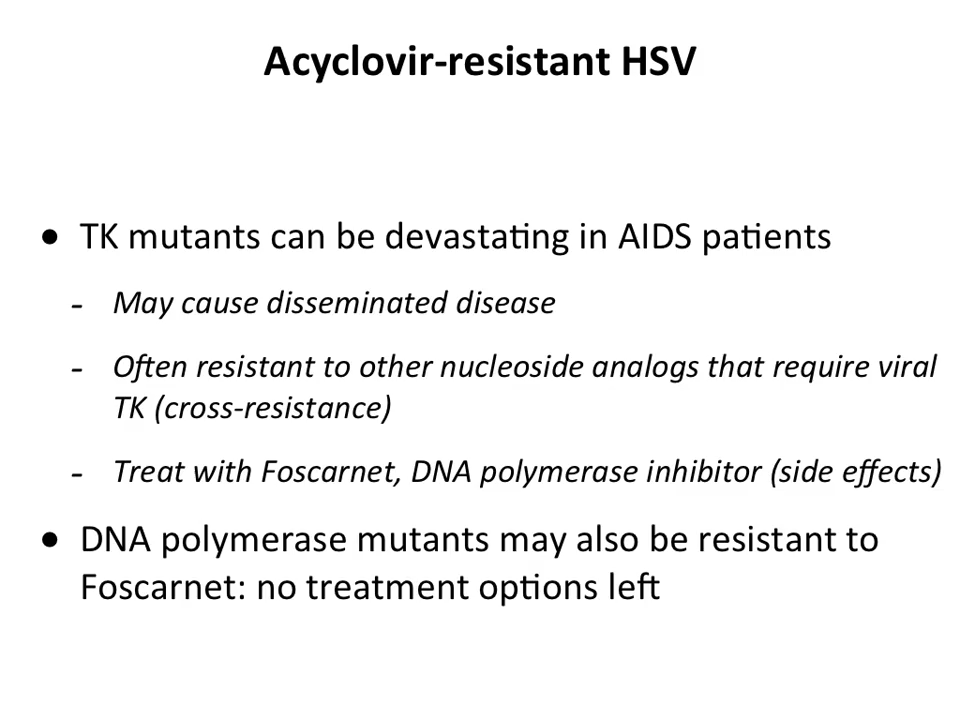 Acyclovir-resistant HSV
• TK mutants can be devastating in AIDS patients
- May cause disseminated disease
- Often resistant to other nucleoside analogs that require viral
TK (cross-resistance)
- Treat with Foscarnet, DNA polymerase inhibitor (side effects)
• DNA polymerase mutants may also be resistant to
Foscarnet: no treatment options left